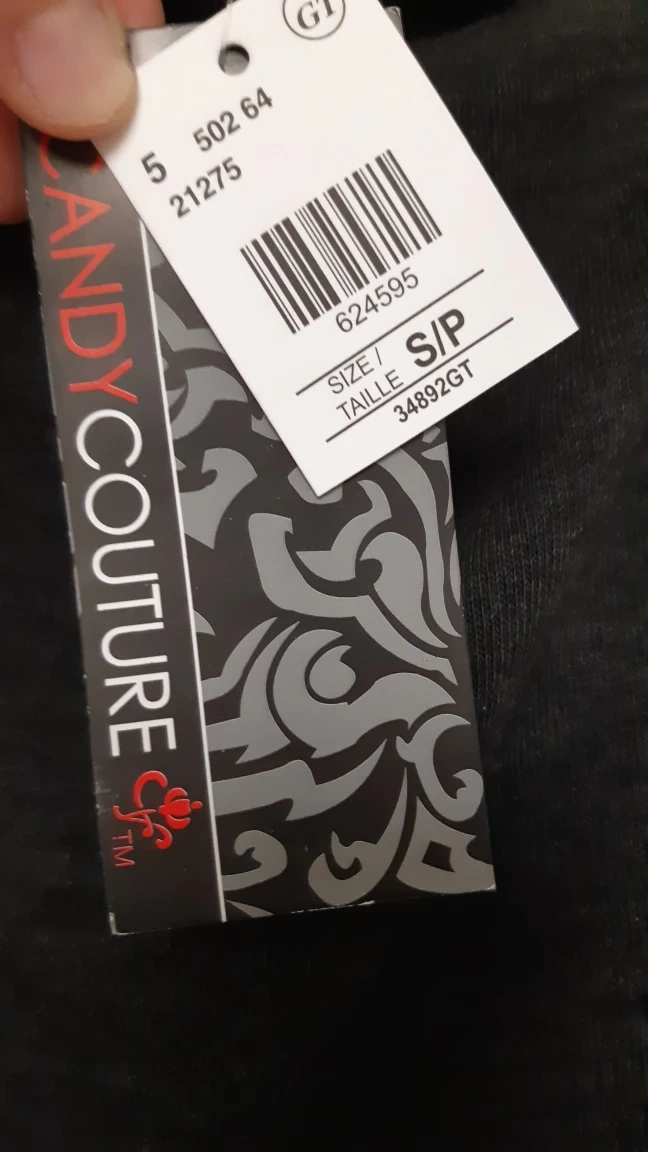 GT
5 502 64
21275
624595
SIZE /
TAILLE S/P
34892GT
CANDYCOUTURE
TM